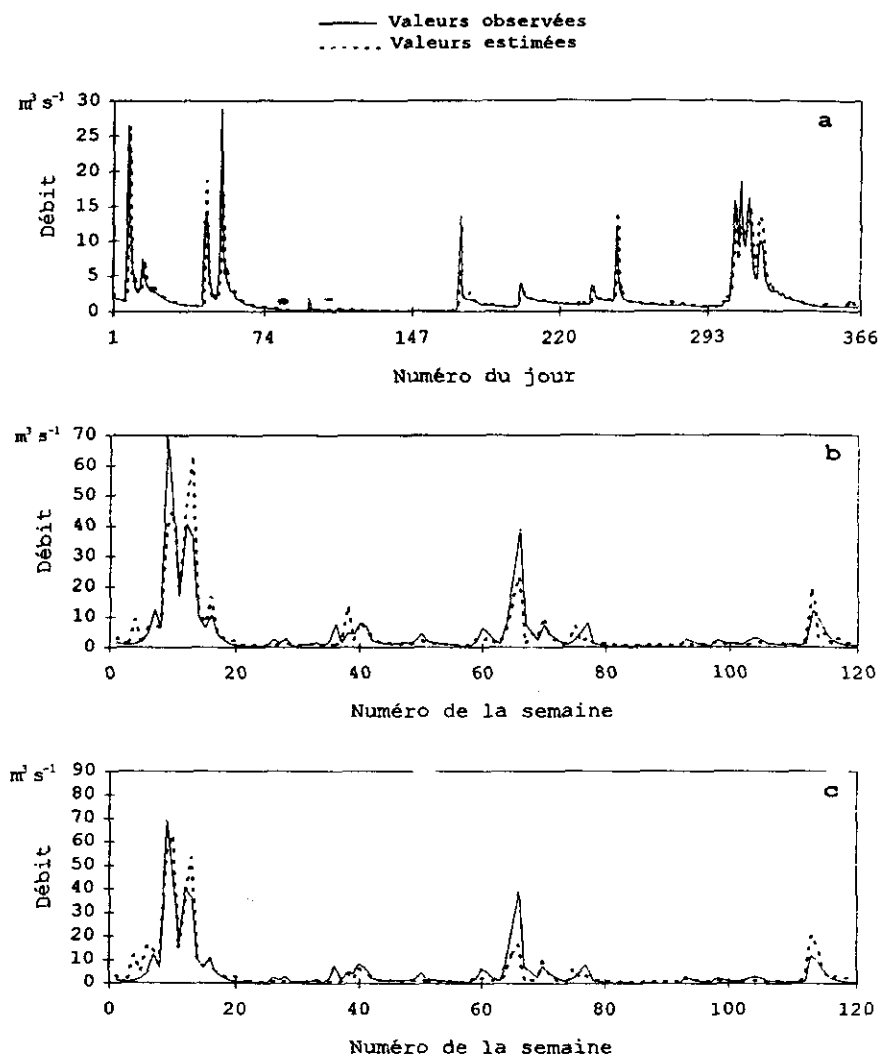 Valeurs observées
Valeurs estimées
m³ s⁻¹
30
25
20
15
10
5
0
Débit
a
1 74 147 220 293 366
Numéro du jour
m³ s⁻¹
70
60
50
40
30
20
10
0
Débit
b
0 20 40 60 80 100 120
Numéro de la semaine
m³ s⁻¹
90
80
70
60
50
40
30
20
10
0
Débit
c
0 20 40 60 80 100 120
Numéro de la semaine